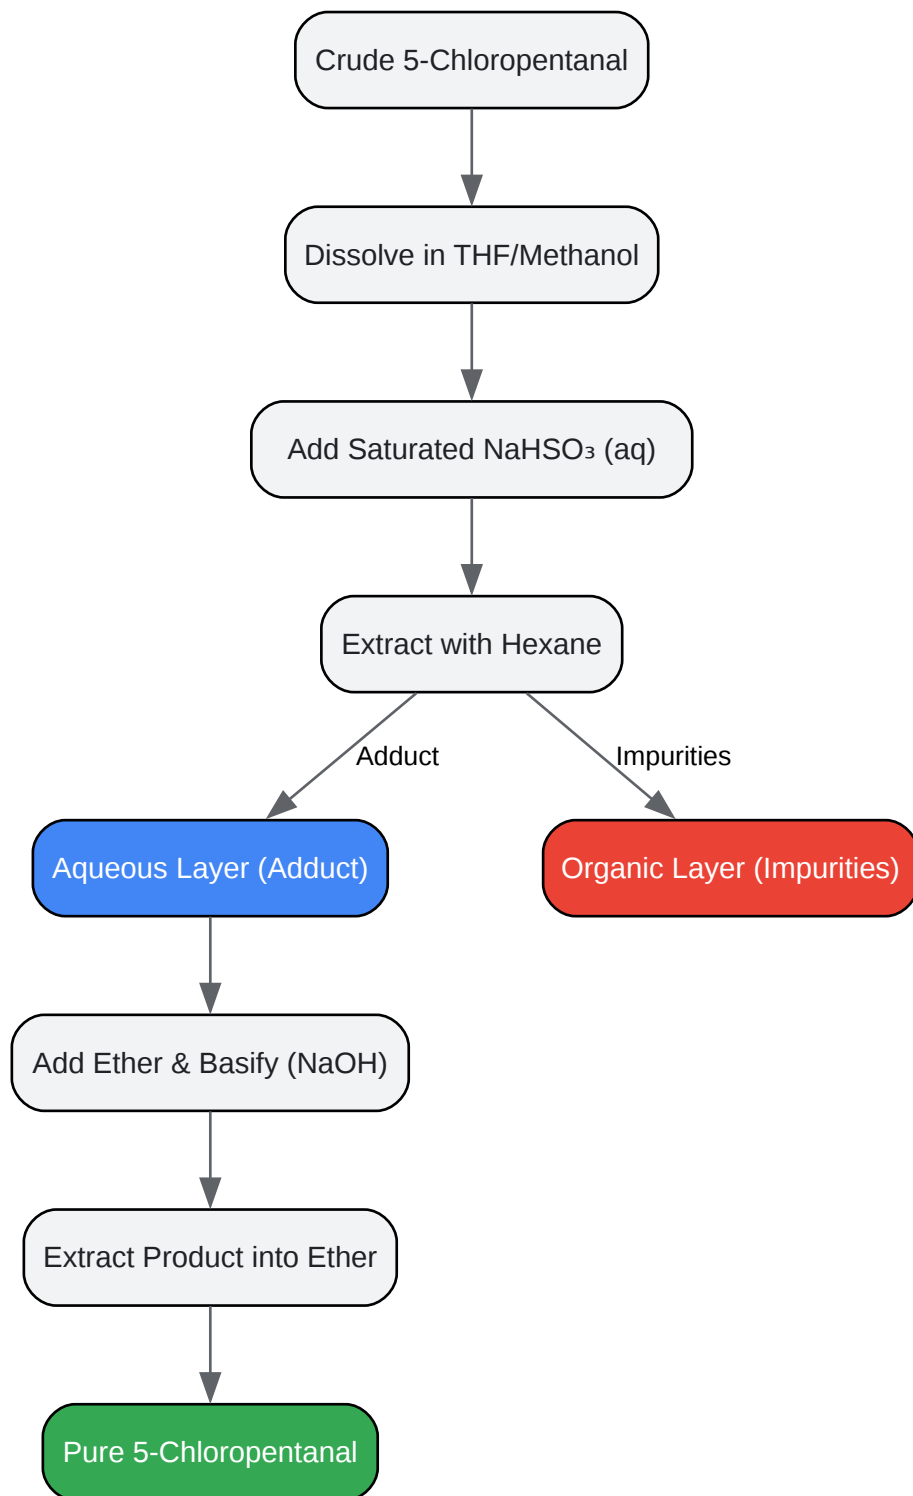 Crude 5-Chloropentanal
Dissolve in THF/Methanol
Add Saturated NaHSO₃ (aq)
Extract with Hexane
Adduct
Impurities
Aqueous Layer (Adduct)
Organic Layer (Impurities)
Add Ether & Basify (NaOH)
Extract Product into Ether
Pure 5-Chloropentanal